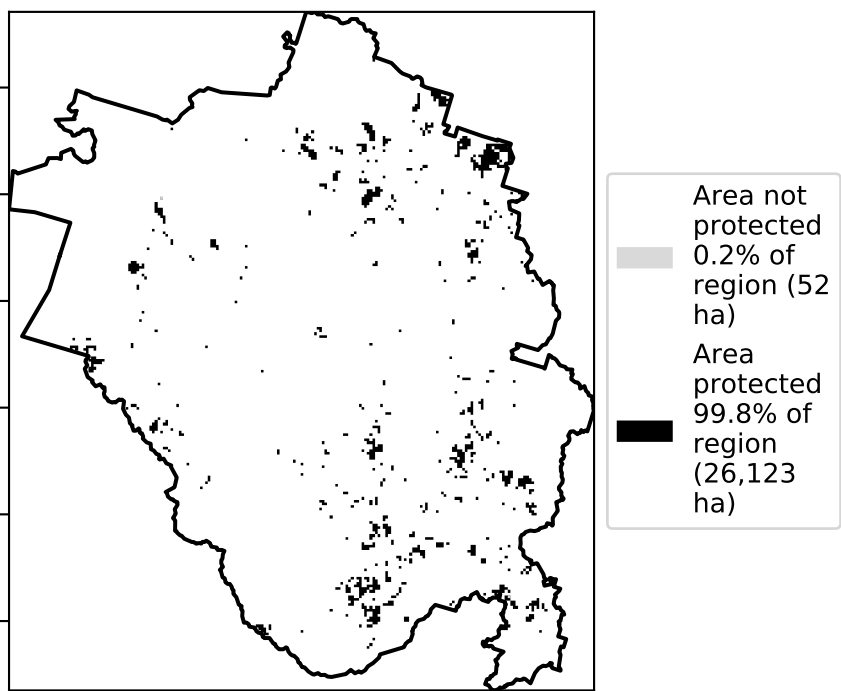 Area not
protected
0.2% of
region (52
ha)
Area
protected
99.8% of
region
(26,123
ha)